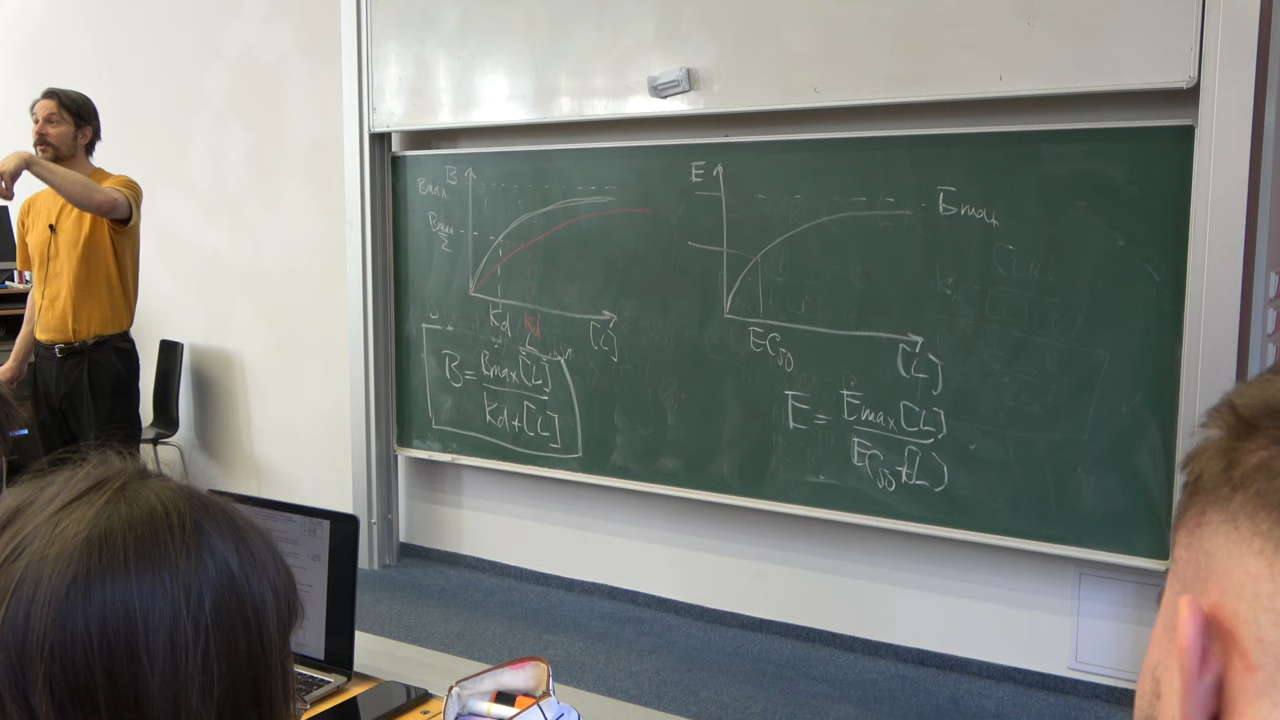 B
Bmax
Bmax
2
Kd
Kd
[L]
B = Bmax[L]
Kd+[L]
E
Emax
EC50
[L]
E = Emax[L]
EC50+[L)